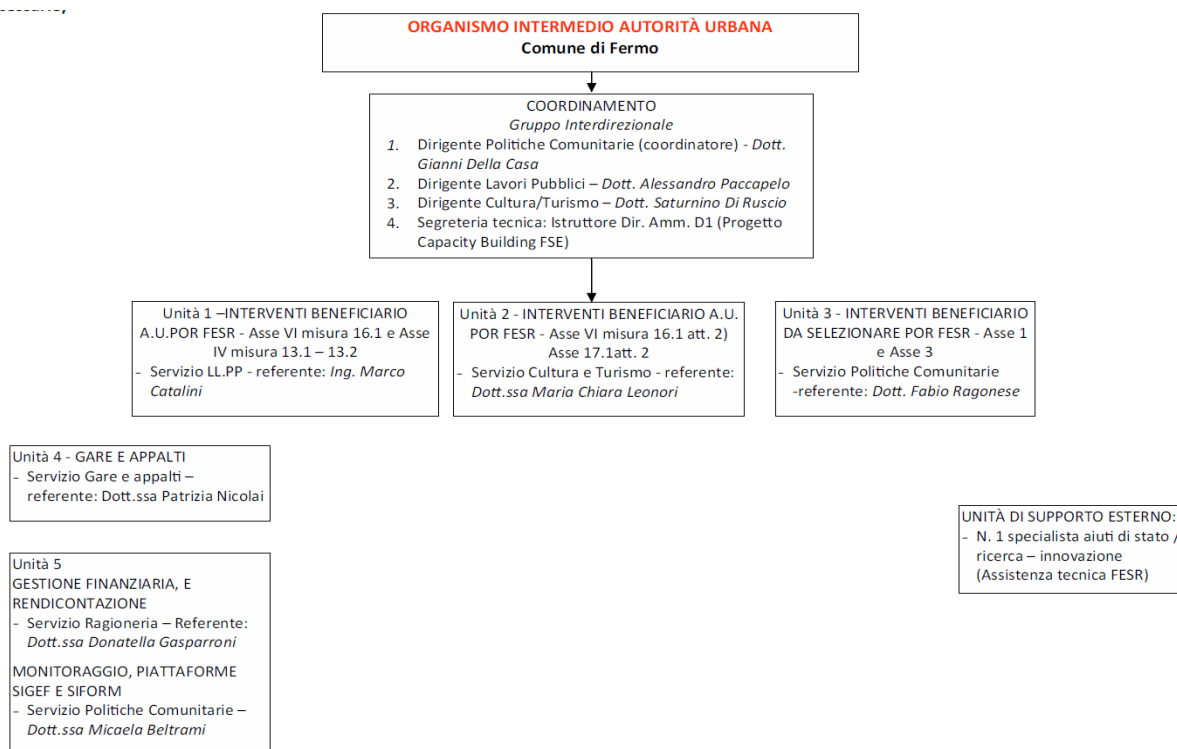 ORGANISMO INTERMEDIO AUTORITÀ URBANA
Comune di Fermo
COORDINAMENTO
Gruppo Interdirezionale
1. Dirigente Politiche Comunitarie (coordinatore) - Dott.
Gianni Della Casa
2. Dirigente Lavori Pubblici – Dott. Alessandro Paccapelo
3. Dirigente Cultura/Turismo – Dott. Saturnino Di Ruscio
4. Segreteria tecnica: Istruttore Dir. Amm. D1 (Progetto
Capacity Building FSE)
Unità 1 –INTERVENTI BENEFICIARIO
A.U.POR FESR - Asse VI misura 16.1 e Asse
IV misura 13.1 – 13.2
- Servizio LL.PP - referente: Ing. Marco
Catalini
Unità 2 - INTERVENTI BENEFICIARIO A.U.
POR FESR - Asse VI misura 16.1 att. 2)
Asse 17.1att. 2
- Servizio Cultura e Turismo - referente:
Dott.ssa Maria Chiara Leonori
Unità 3 - INTERVENTI BENEFICIARIO
DA SELEZIONARE POR FESR - Asse 1
e Asse 3
- Servizio Politiche Comunitarie
-referente: Dott. Fabio Ragonese
Unità 4 - GARE E APPALTI
- Servizio Gare e appalti –
referente: Dott.ssa Patrizia Nicolai
UNITÀ DI SUPPORTO ESTERNO:
- N. 1 specialista aiuti di stato /
ricerca – innovazione
(Assistenza tecnica FESR)
Unità 5
GESTIONE FINANZIARIA, E
RENDICONTAZIONE
- Servizio Ragioneria – Referente:
Dott.ssa Donatella Gasparroni
MONITORAGGIO, PIATTAFORME
SIGEF E SIFORM
- Servizio Politiche Comunitarie –
Dott.ssa Micaela Beltrami